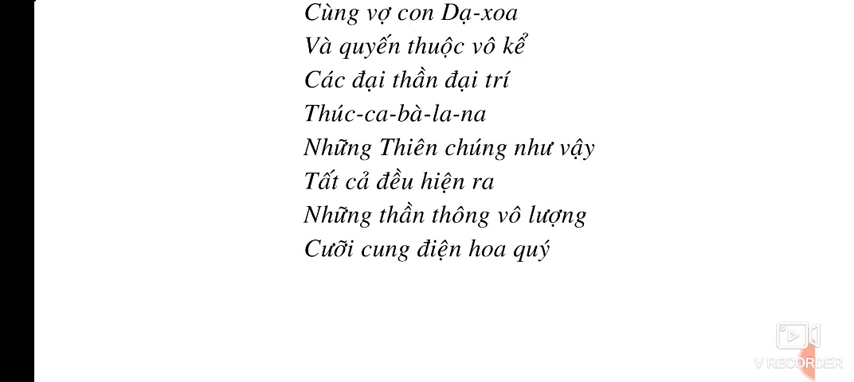 Cùng vợ con Dạ-xoa
Và quyến thuộc vô kể
Các đại thần đại trí
Thúc-ca-bà-la-na
Những Thiên chúng như vậy
Tất cả đều hiện ra
Những thần thông vô lượng
Cưỡi cung điện hoa quý
V RECORDER